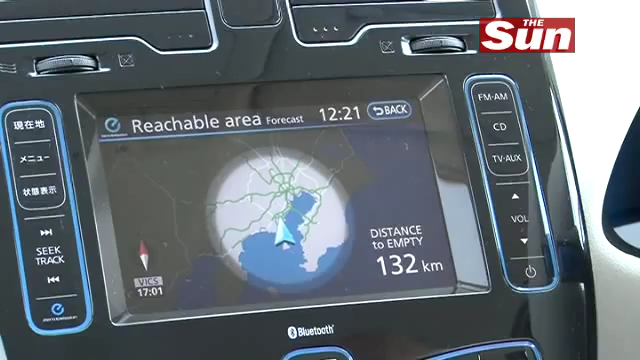 THE
Sun
現在地
メニュー
状態表示
SEEK
TRACK
Reachable area Forecast 12:21 BACK
DISTANCE
to EMPTY
132 km
VICS
17:01
Bluetooth
FM·AM
CD
TV·AUX
VOL